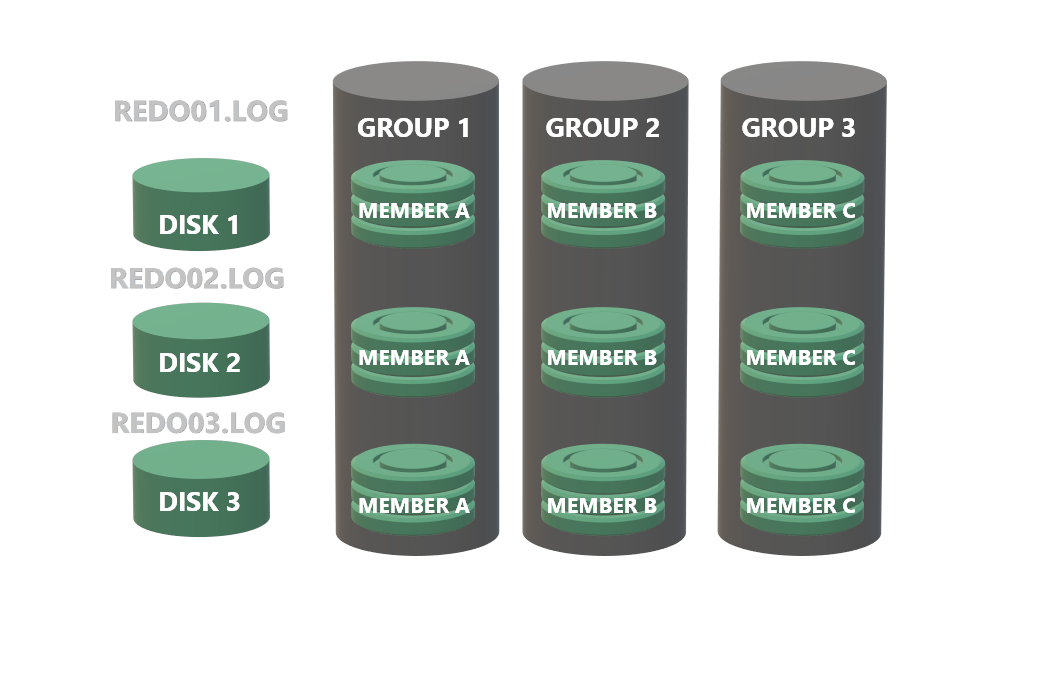 REDO01.LOG
GROUP 1
GROUP 2
GROUP 3
DISK 1
MEMBER A
MEMBER B
MEMBER C
REDO02.LOG
DISK 2
MEMBER A
MEMBER B
MEMBER C
REDO03.LOG
DISK 3
MEMBER A
MEMBER B
MEMBER C